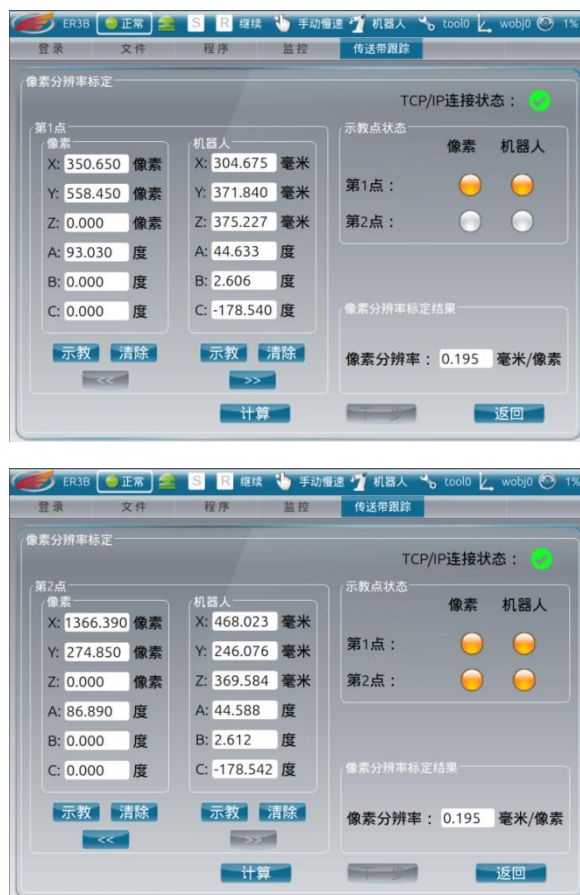 ER3B 正常 S R 继续 手动慢速 机器人 tool0 wobj0 1%
登录 文件 程序 监控 传送带跟踪
像素分辨率标定
TCP/IP连接状态：
第1点
像素 机器人
示教点状态
像素 机器人
X: 350.650 像素 X: 304.675 毫米
Y: 558.450 像素 Y: 371.840 毫米
第1点：
Z: 0.000 像素 Z: 375.227 毫米
第2点：
A: 93.030 度 A: 44.633 度
B: 0.000 度 B: 2.606 度
C: 0.000 度 C: -178.540 度
像素分辨率标定结果
示教 清除 示教 清除
像素分辨率： 0.195 毫米/像素
<< >>
计算 返回
ER3B 正常 S R 继续 手动慢速 机器人 tool0 wobj0 1%
登录 文件 程序 监控 传送带跟踪
像素分辨率标定
TCP/IP连接状态：
第2点
像素 机器人
示教点状态
像素 机器人
X: 1366.390 像素 X: 468.023 毫米
Y: 274.850 像素 Y: 246.076 毫米
第1点：
Z: 0.000 像素 Z: 369.584 毫米
第2点：
A: 86.890 度 A: 44.588 度
B: 0.000 度 B: 2.612 度
C: 0.000 度 C: -178.542 度
像素分辨率标定结果
示教 清除 示教 清除
像素分辨率： 0.195 毫米/像素
<< >>
计算 返回